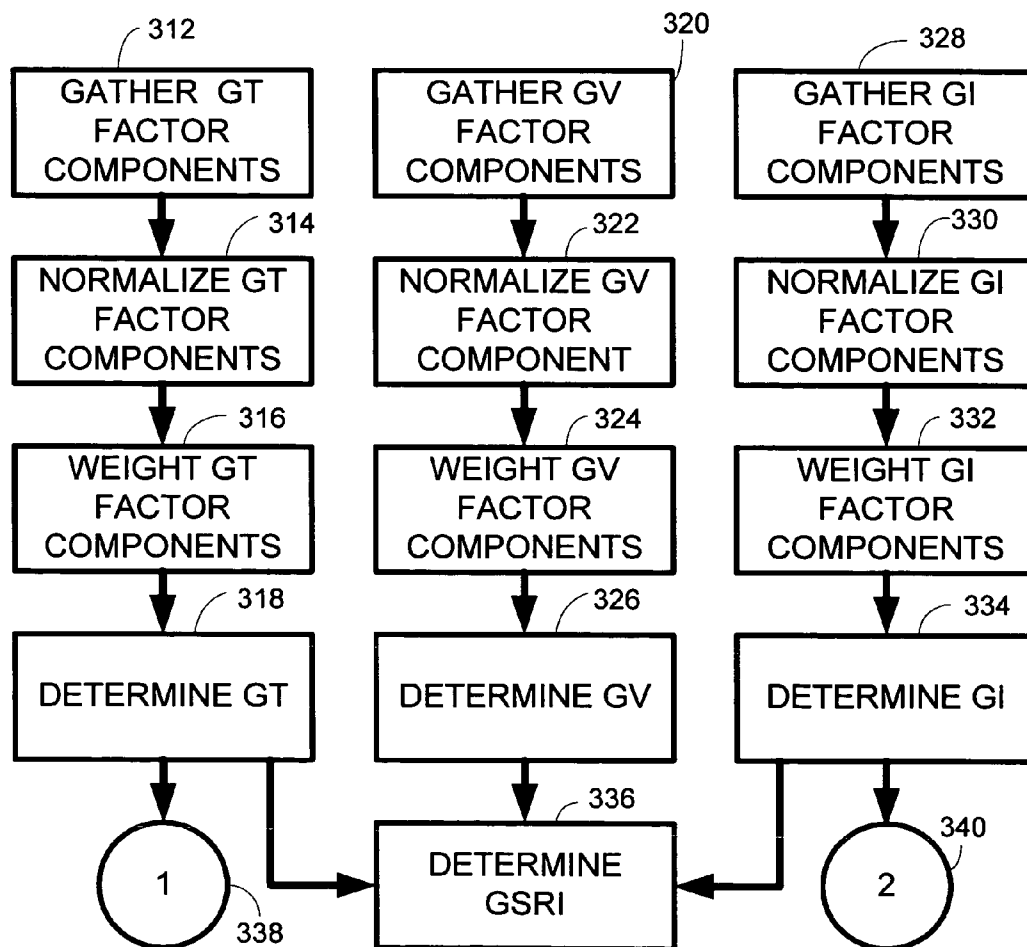 312
GATHER GT
FACTOR
COMPONENTS
320
GATHER GV
FACTOR
COMPONENTS
328
GATHER GI
FACTOR
COMPONENTS
314
NORMALIZE GT
FACTOR
COMPONENTS
322
NORMALIZE GV
FACTOR
COMPONENT
330
NORMALIZE GI
FACTOR
COMPONENTS
316
WEIGHT GT
FACTOR
COMPONENTS
324
WEIGHT GV
FACTOR
COMPONENTS
332
WEIGHT GI
FACTOR
COMPONENTS
318
DETERMINE GT
326
DETERMINE GV
334
DETERMINE GI
1
338
336
DETERMINE
GSRI
340
2